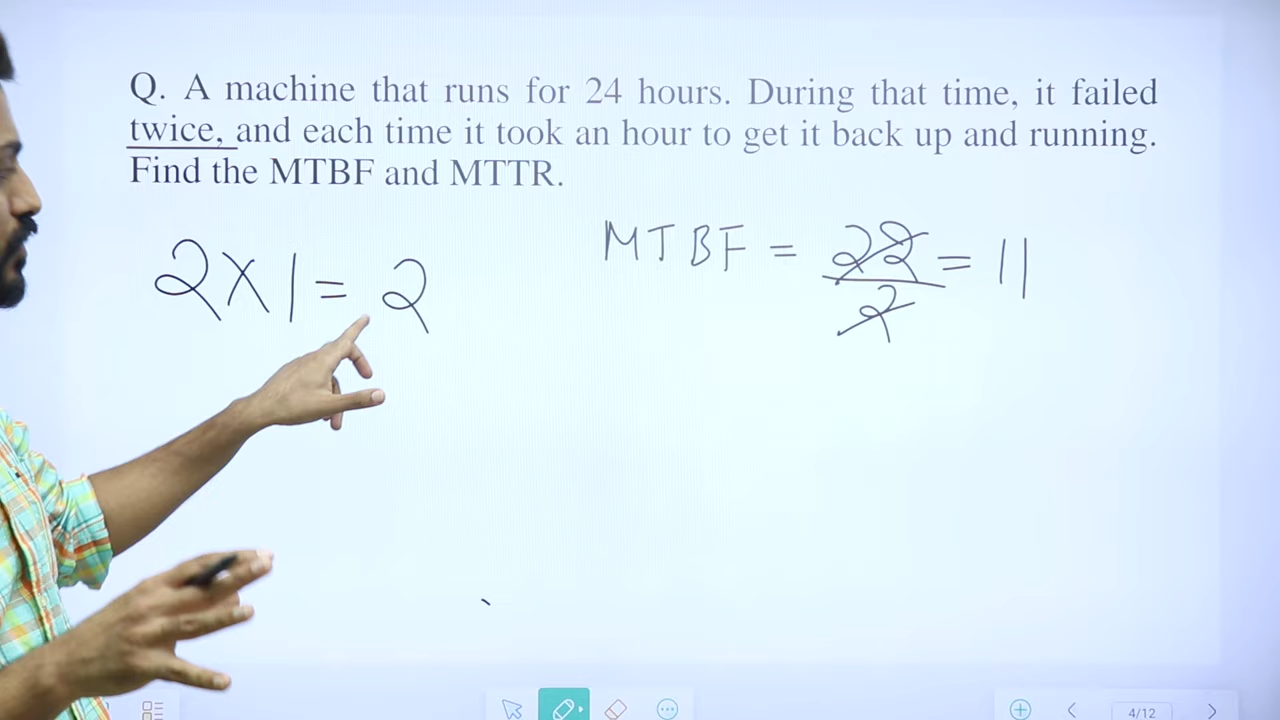 Q. A machine that runs for 24 hours. During that time, it failed
twice, and each time it took an hour to get it back up and running.
Find the MTBF and MTTR.
2 X 1 = 2
MTBF = 22/2 = 11
4/12